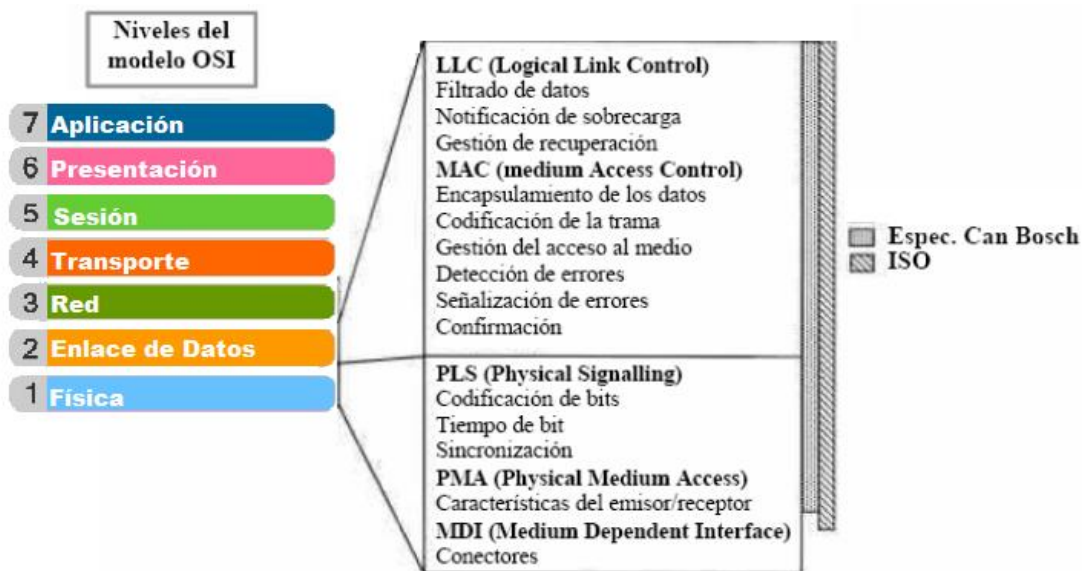 Niveles del
modelo OSI
7 Aplicación
6 Presentación
5 Sesión
4 Transporte
3 Red
2 Enlace de Datos
1 Física
LLC (Logical Link Control)
Filtrado de datos
Notificación de sobrecarga
Gestión de recuperación
MAC (medium Access Control)
Encapsulamiento de los datos
Codificación de la trama
Gestión del acceso al medio
Detección de errores
Señalización de errores
Confirmación
PLS (Physical Signalling)
Codificación de bits
Tiempo de bit
Sincronización
PMA (Physical Medium Access)
Características del emisor/receptor
MDI (Medium Dependent Interface)
Conectores
Espec. Can Bosch
ISO